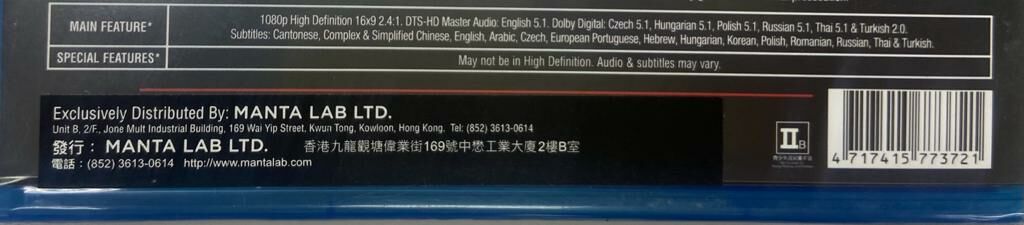 MAIN FEATURE*
1080p High Definition 16x9 2.4:1. DTS-HD Master Audio: English 5.1. Dolby Digital: Czech 5.1, Hungarian 5.1, Polish 5.1, Russian 5.1, Thai 5.1 & Turkish 2.0.
Subtitles: Cantonese, Complex & Simplified Chinese, English, Arabic, Czech, European Portuguese, Hebrew, Hungarian, Korean, Polish, Romanian, Russian, Thai & Turkish.
SPECIAL FEATURES*
May not be in High Definition. Audio & subtitles may vary.
Exclusively Distributed By: MANTA LAB LTD.
Unit B, 2/F., Jone Mult Industrial Building, 169 Wai Yip Street, Kwun Tong, Kowloon, Hong Kong. Tel: (852) 3613-0614
發行：MANTA LAB LTD. 香港九龍觀塘偉業街169號中懋工業大廈2樓B室
電話：(852) 3613-0614 http://www.mantalab.com
IIB
4 717415 773721